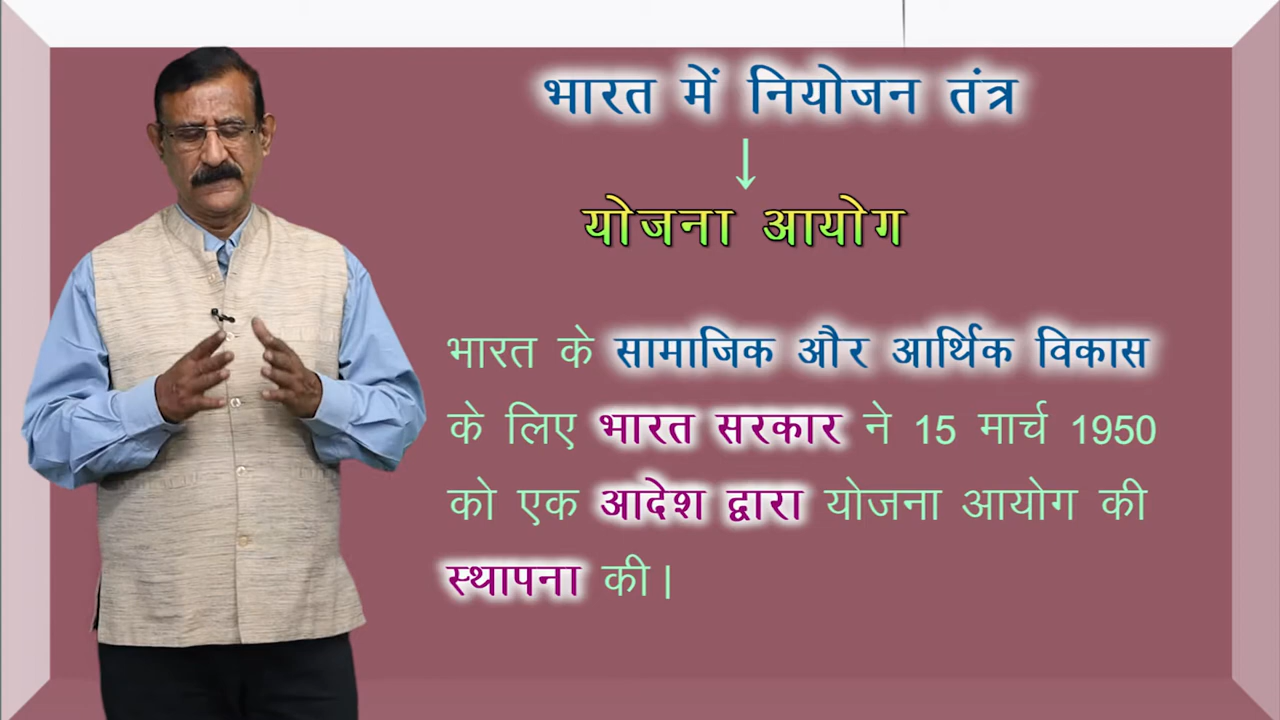 भारत में नियोजन तंत्र
↓
योजना आयोग
भारत के सामाजिक और आर्थिक विकास
के लिए भारत सरकार ने 15 मार्च 1950
को एक आदेश द्वारा योजना आयोग की
स्थापना की।